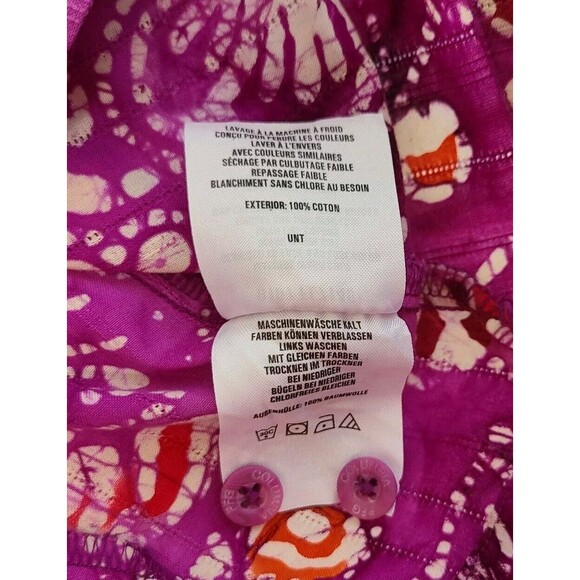 LAVAGE À LA MACHINE À FROID
CONÇU POUR PERDRE LES COULEURS
LAVER À L'ENVERS
AVEC COULEURS SIMILAIRES
SÉCHAGE PAR CULBUTAGE FAIBLE
REPASSAGE FAIBLE
BLANCHIMENT SANS CHLORE AU BESOIN
EXTERIOR: 100% COTON
UNT
MASCHINENWÄSCHE KALT
FARBEN KÖNNEN VERBLASSEN
LINKS WASCHEN
MIT GLEICHEN FARBEN
TROCKNEN IM TROCKNER
BEI NIEDRIGER
BÜGELN BEI NIEDRIGER
CHLORFREIES BLEICHEN
AUßENHÜLLE: 100% BAUMWOLLE
30C